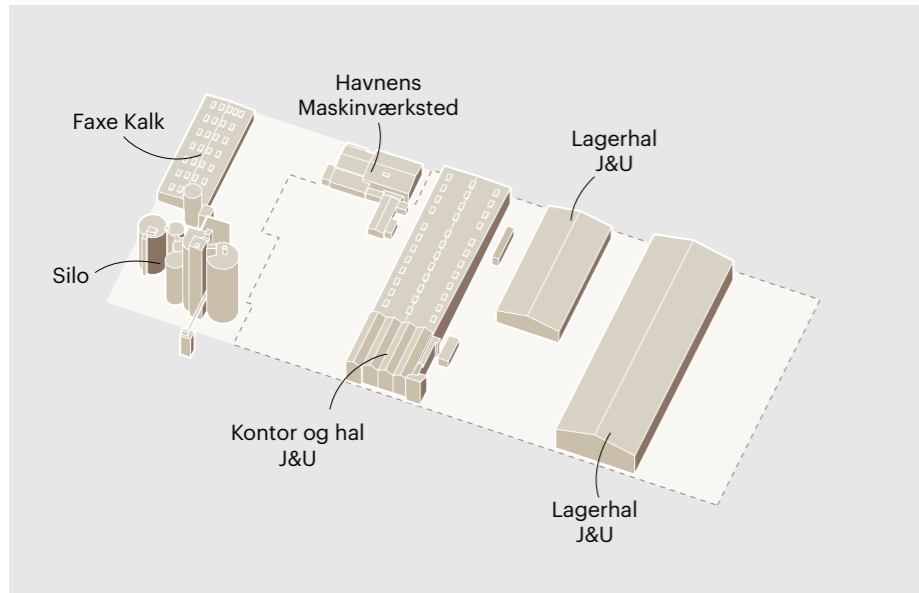 Havnens
Maskinværksted
Faxe Kalk
Lagerhal
J&U
Silo
Kontor og hal
J&U
Lagerhal
J&U